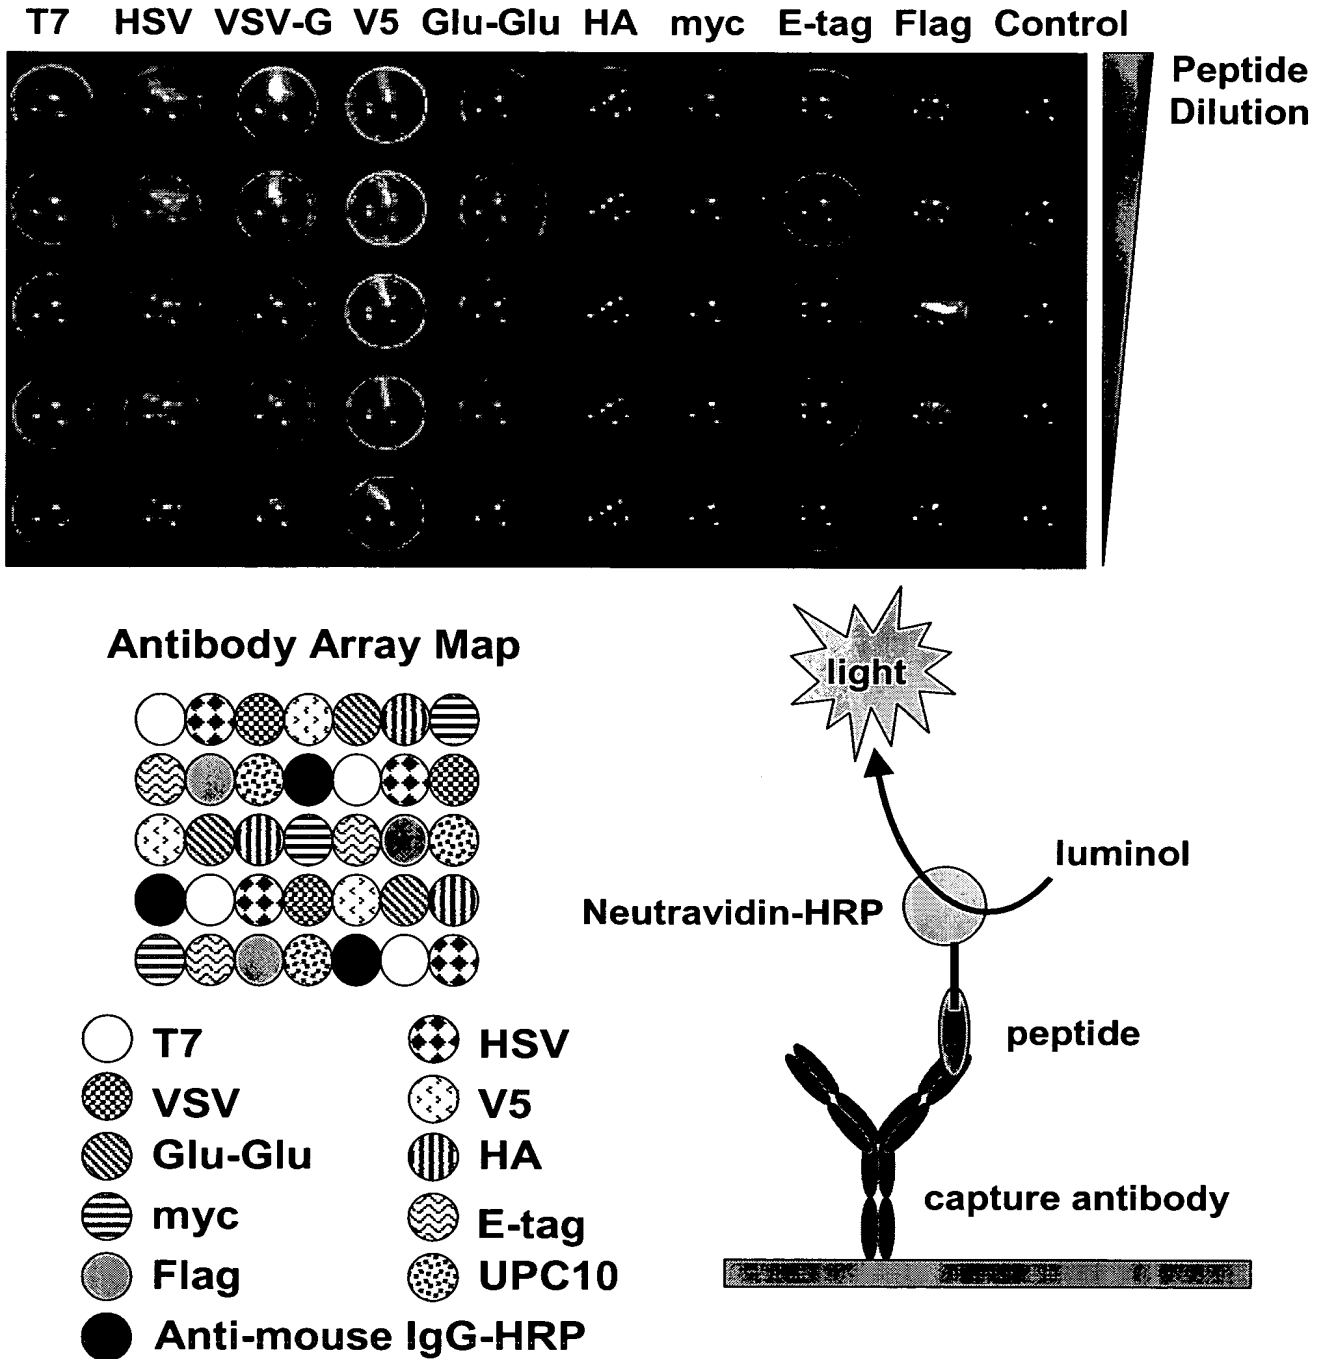 T7 HSV VSV-G V5 Glu-Glu HA myc E-tag Flag Control
Peptide
Dilution
Antibody Array Map
light
luminol
Neutravidin-HRP
peptide
capture antibody
T7
HSV
VSV
V5
Glu-Glu
HA
myc
E-tag
Flag
UPC10
Anti-mouse IgG-HRP